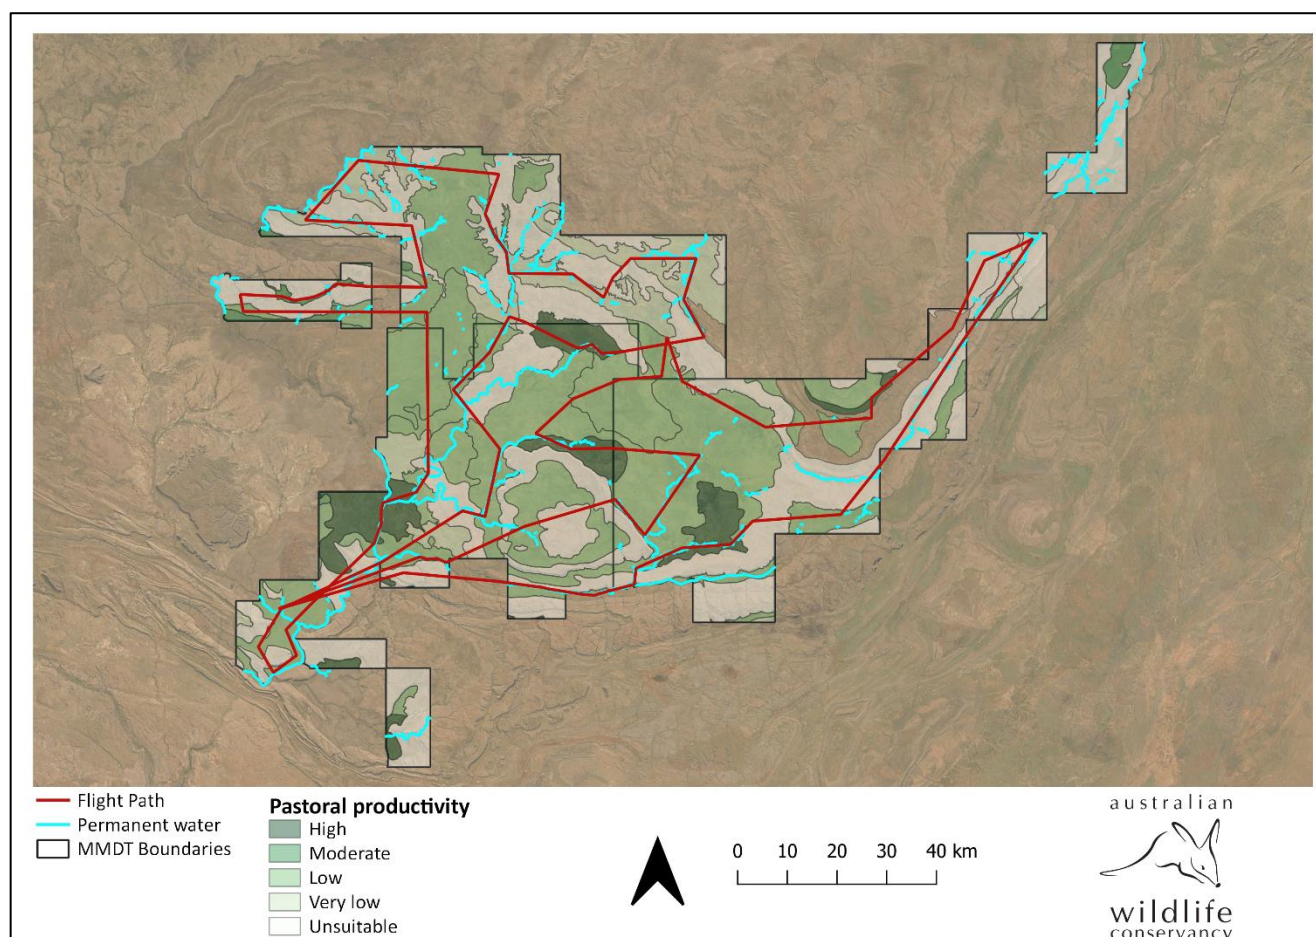 Flight Path
Permanent water
MMDT Boundaries
Pastoral productivity
High
Moderate
Low
Very low
Unsuitable
0 10 20 30 40 km
australian
wildlife
conservancy